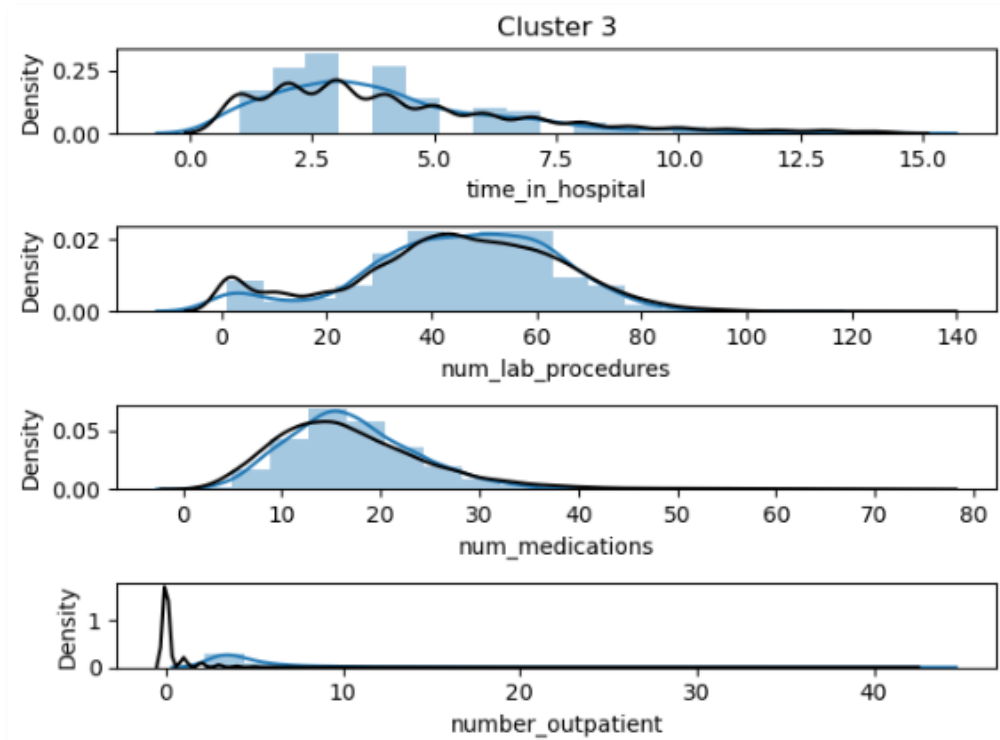 Cluster 3
Density
0.25
0.00
0.0 2.5 5.0 7.5 10.0 12.5 15.0
time_in_hospital
Density
0.02
0.00
0 20 40 60 80 100 120 140
num_lab_procedures
Density
0.05
0.00
0 10 20 30 40 50 60 70 80
num_medications
Density
1
0
0 10 20 30 40
number_outpatient